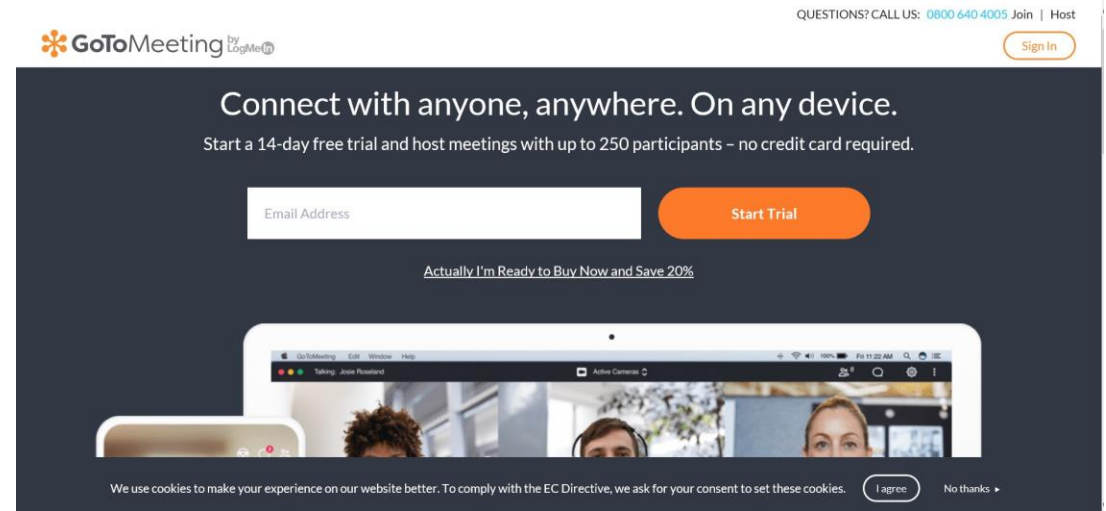 QUESTIONS? CALL US: 0800 640 4005 Join | Host
GoToMeeting by LogMeIn
Sign In
Connect with anyone, anywhere. On any device.
Start a 14-day free trial and host meetings with up to 250 participants – no credit card required.
Email Address
Start Trial
Actually I'm Ready to Buy Now and Save 20%
GoToMeeting Edit Window Help
100% Fri 11:22 AM
Talking: Josie Roseland
Active Cameras
We use cookies to make your experience on our website better. To comply with the EC Directive, we ask for your consent to set these cookies.
I agree
No thanks ▸